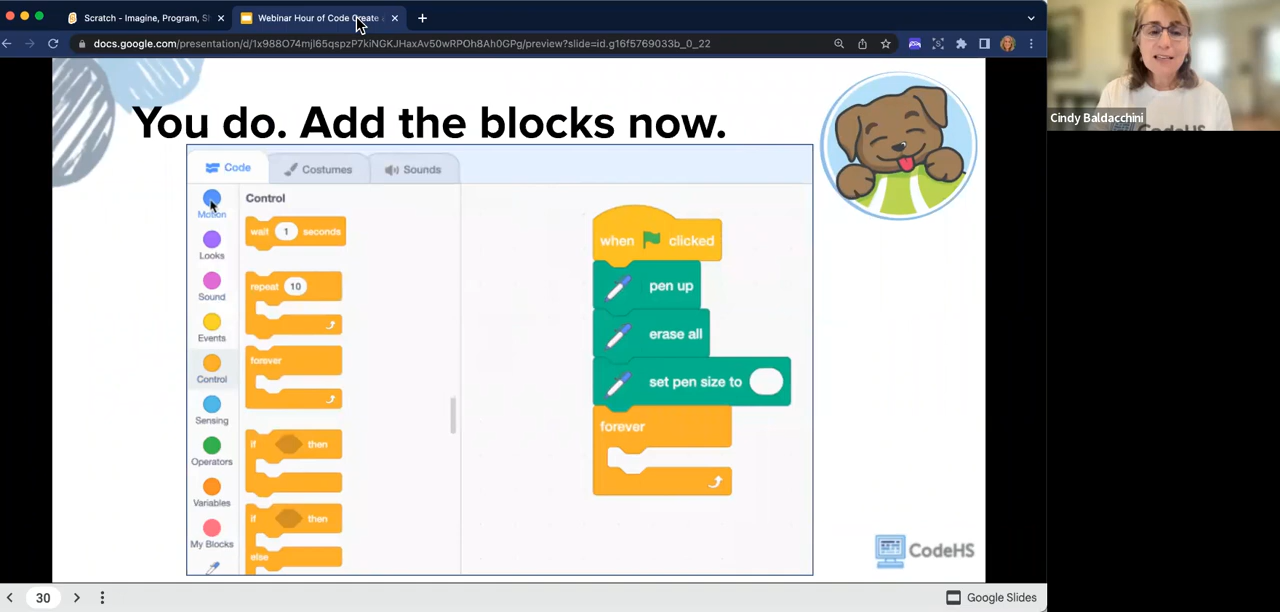 Scratch - Imagine, Program, S
Webinar Hour of Code Create a
docs.google.com/presentation/d/1x988O74mjl65qspzP7kiNGKJHaxAv50wRPOh8Ah0GPg/preview?slide=id.g16f5769033b_0_22
Cindy Baldacchini
You do. Add the blocks now.
Code
Costumes
Sounds
Motion
Looks
Sound
Events
Control
Sensing
Operators
Variables
My Blocks
Control
wait 1 seconds
repeat 10
forever
if then
if then
else
when clicked
pen up
erase all
set pen size to
forever
CodeHS
30
Google Slides